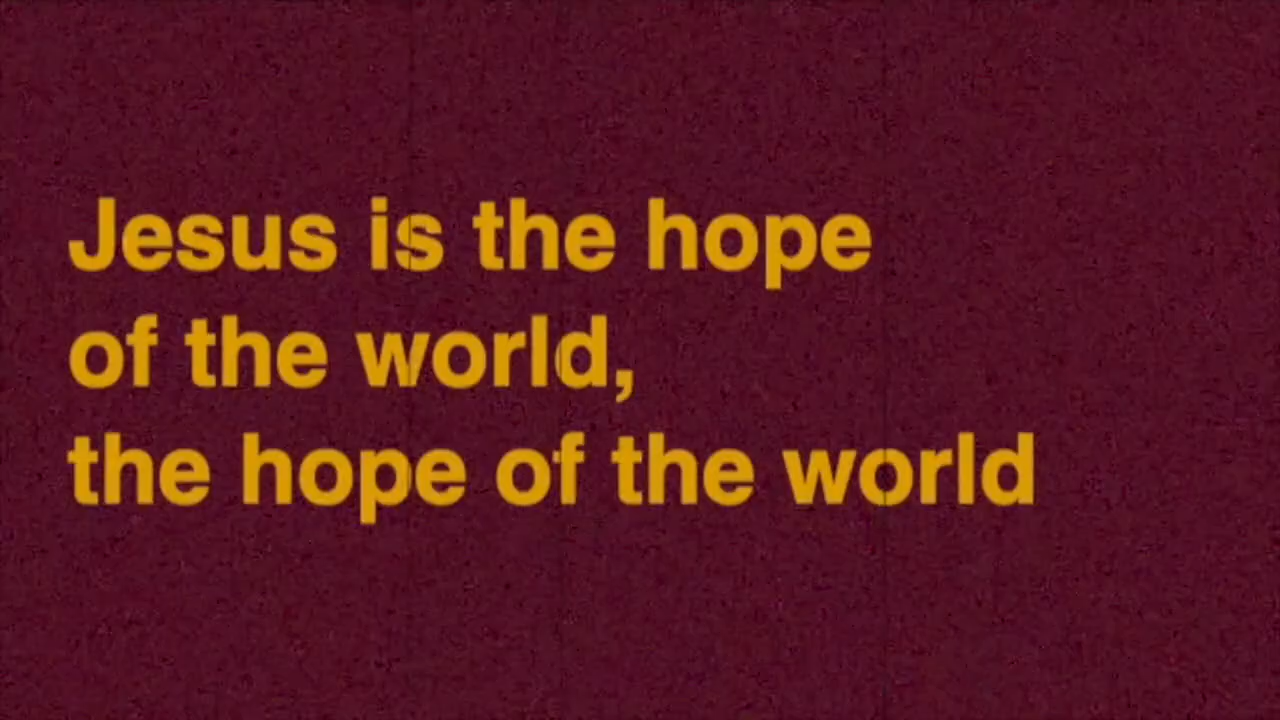 Jesus is the hope
of the world,
the hope of the world